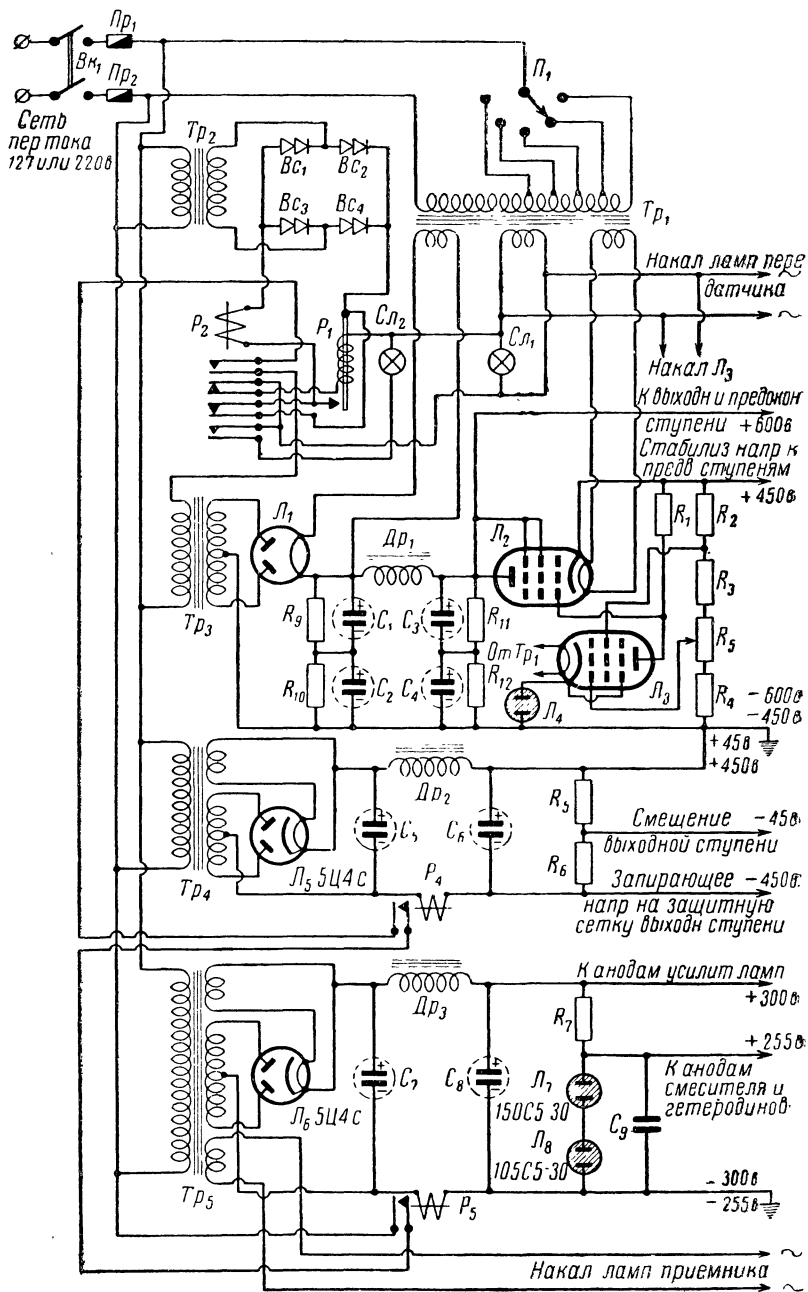 Пр₁
Вк₁
Пр₂
П₁
Сеть
пер тока
127 или 220в
Тр₂
Вс₁
Вс₂
Вс₃
Вс₄
Тр₁
Накал ламп пере
датчика
~
Р₂
Р₁
Сл₂
Сл₁
~
Накал Л₃
К выходн и предокон
ступени +600в
Стабилиз напр к
предв ступеням
+450в
Л₁
Др₁
Л₂
R₁
R₂
R₃
Тр₃
R₉
C₁
C₃
R₁₁
От Тр₁
R₅
R₁₀
C₂
C₄
R₁₂
Л₄
Л₃
R₄
-600в
-450в
+45в
+450в
Др₂
R₅
Смещение -45в
выходной ступени
C₅
C₆
R₆
Тр₄
Л₅ 5Ц4С
Р₄
Запирающее -450в
напр на защитную
сетку выходн ступени
К анодам усилит ламп
+300в
Др₃
R₇
+255в
К анодам
смесителя и
гетеродинов
C₇
C₈
Л₇
150С5-30
Л₆ 5Ц4С
Л₈
105С5-30
C₉
Тр₅
Р₅
-300в
-255в
~
Накал ламп приемника
~